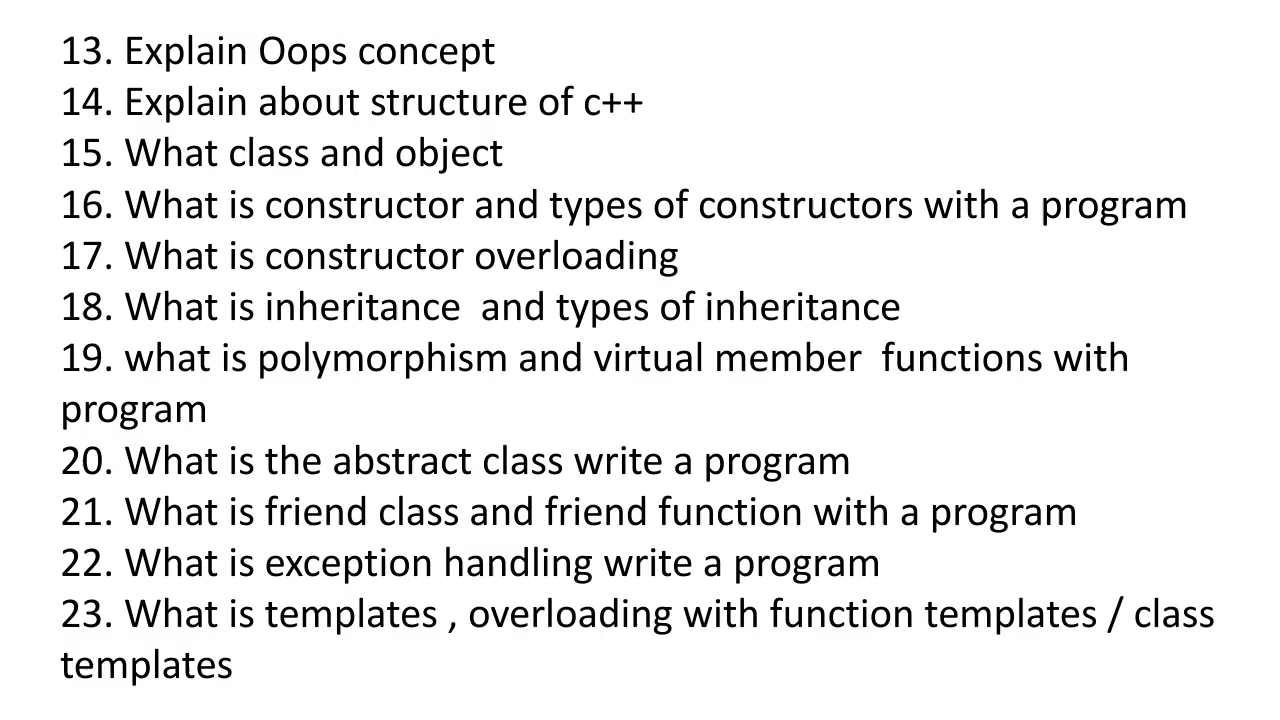 13. Explain Oops concept
14. Explain about structure of c++
15. What class and object
16. What is constructor and types of constructors with a program
17. What is constructor overloading
18. What is inheritance  and types of inheritance
19. what is polymorphism and virtual member  functions with
program
20. What is the abstract class write a program
21. What is friend class and friend function with a program
22. What is exception handling write a program
23. What is templates , overloading with function templates / class
templates